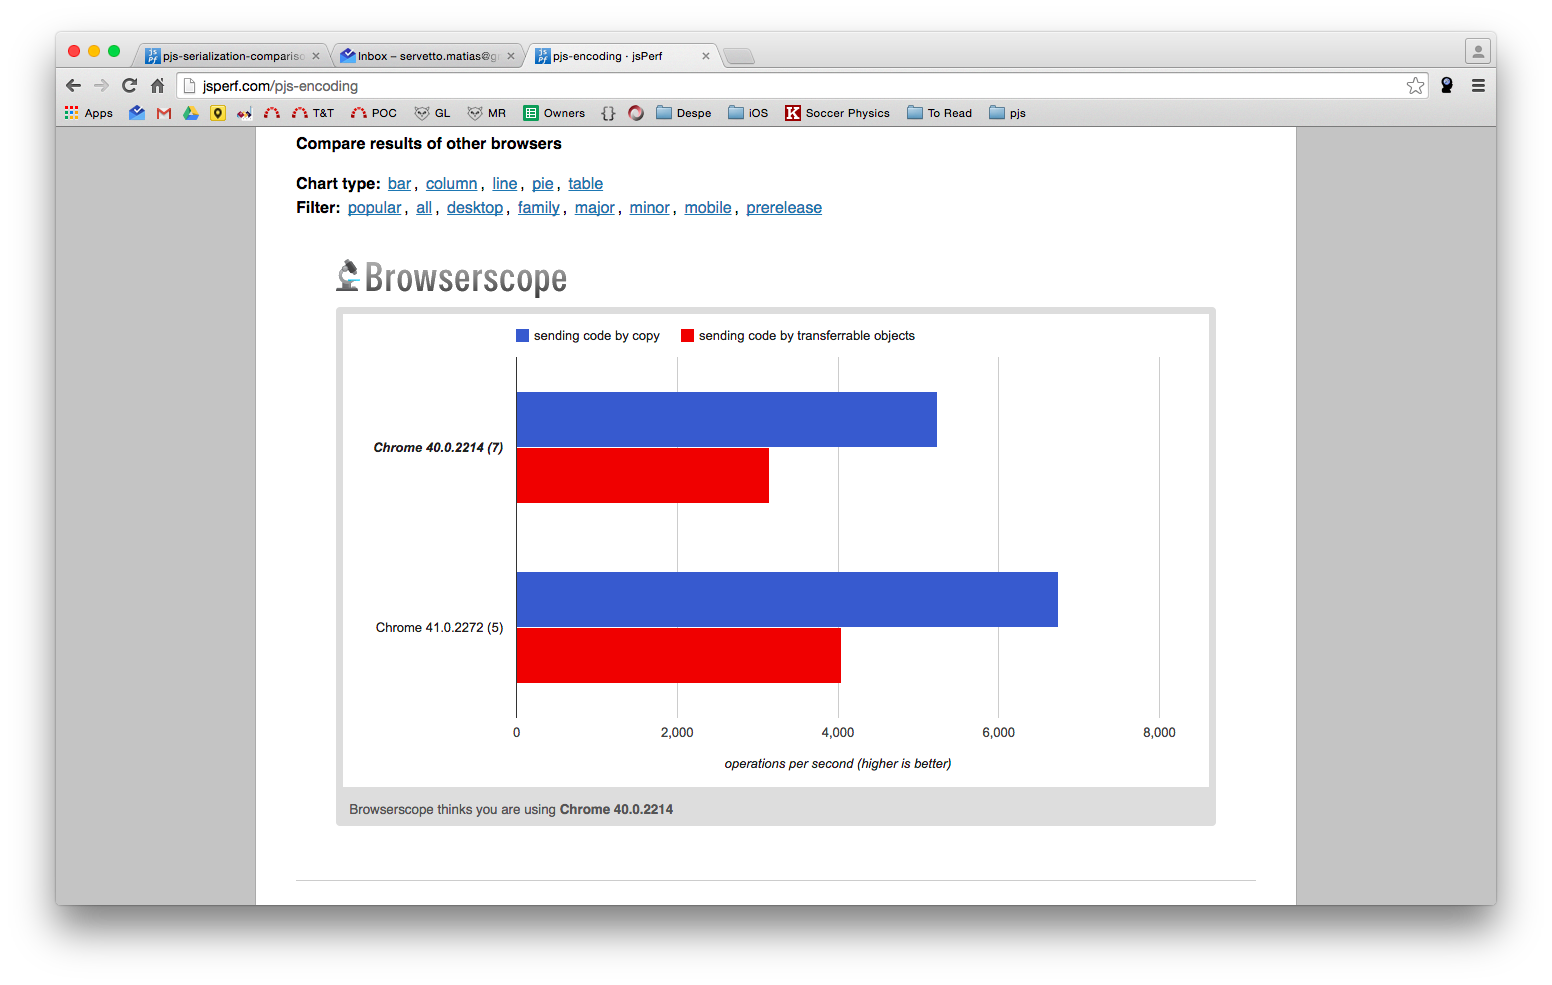 pjs-serialization-compariso
Inbox – servetto.matias@g
pjs-encoding · jsPerf
jsperf.com/pjs-encoding
Apps T&T POC GL MR Owners {} Despe iOS Soccer Physics To Read pjs
Compare results of other browsers
Chart type: bar, column, line, pie, table
Filter: popular, all, desktop, family, major, minor, mobile, prerelease
Browserscope
sending code by copy sending code by transferrable objects
Chrome 40.0.2214 (7)
Chrome 41.0.2272 (5)
0 2,000 4,000 6,000 8,000
operations per second (higher is better)
Browserscope thinks you are using Chrome 40.0.2214